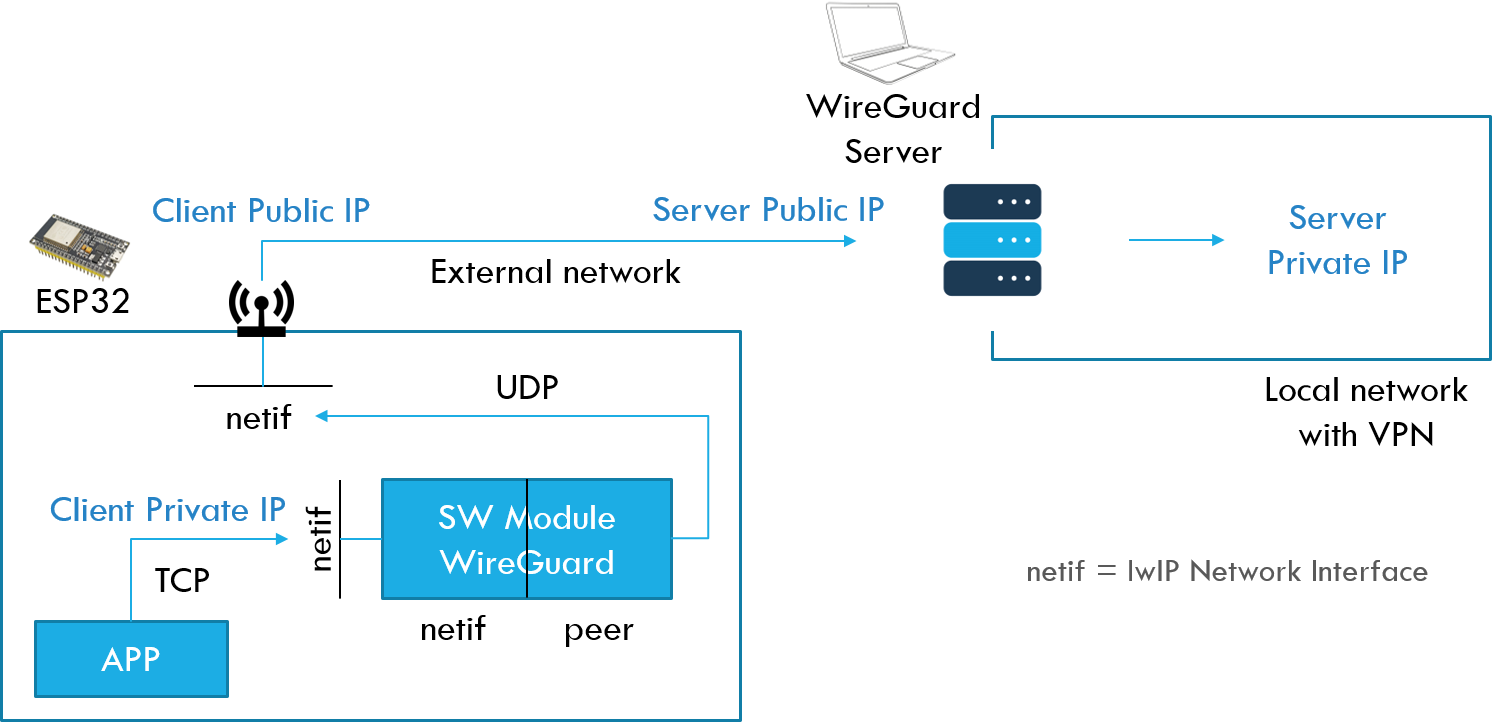 WireGuard
Server
Client Public IP
Server Public IP
External network
Server
Private IP
ESP32
UDP
netif
Local network
with VPN
Client Private IP
netif
SW Module
WireGuard
TCP
netif = lwIP Network Interface
netif
peer
APP